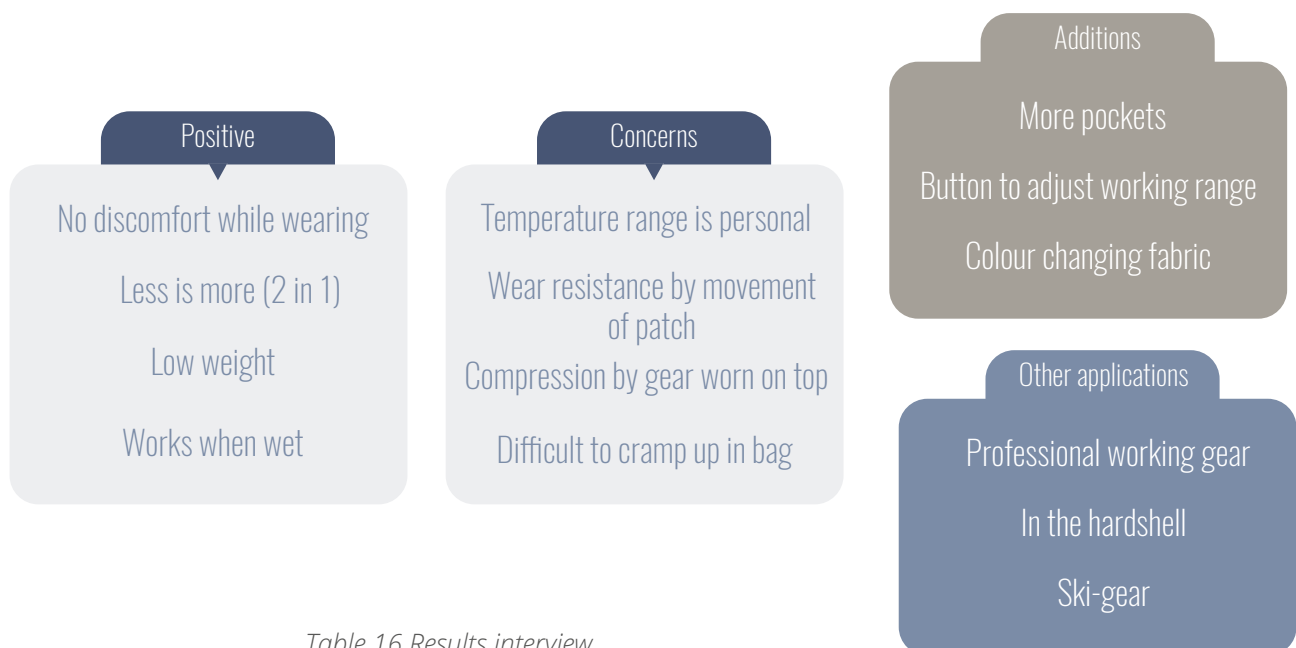 Positive
No discomfort while wearing
Less is more (2 in 1)
Low weight
Works when wet
Concerns
Temperature range is personal
Wear resistance by movement
of patch
Compression by gear worn on top
Difficult to cramp up in bag
Additions
More pockets
Button to adjust working range
Colour changing fabric
Other applications
Professional working gear
In the hardshell
Ski-gear
Table 16 Results interview